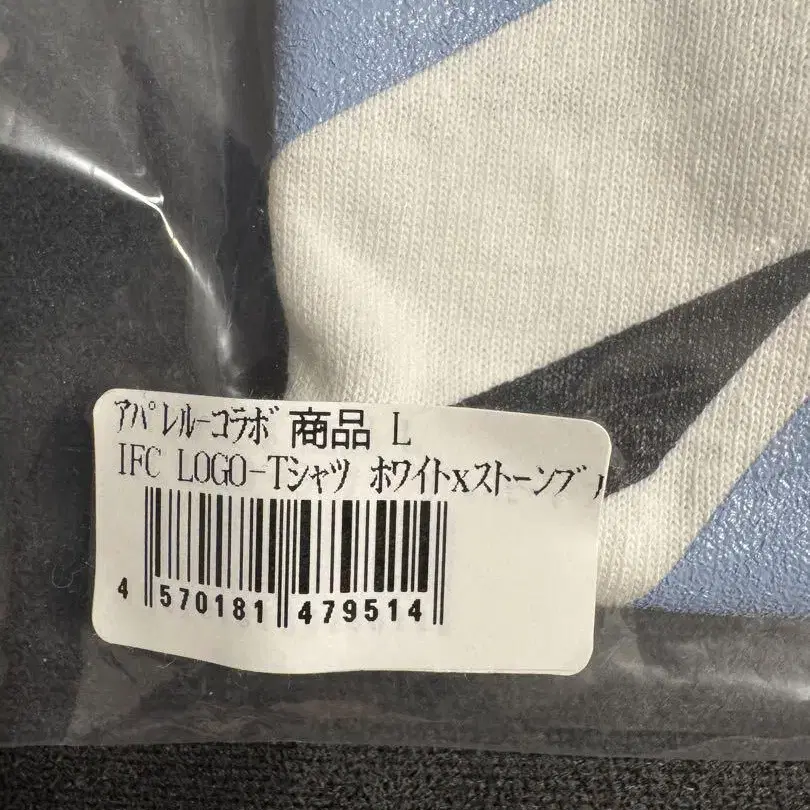 ｱﾊﾟﾚﾙｰｺﾗﾎﾞ 商品 L
IFC LOGO-Tｼｬﾂ ﾎﾜｲﾄxｽﾄｰﾝﾌﾞ
4 570181 479514